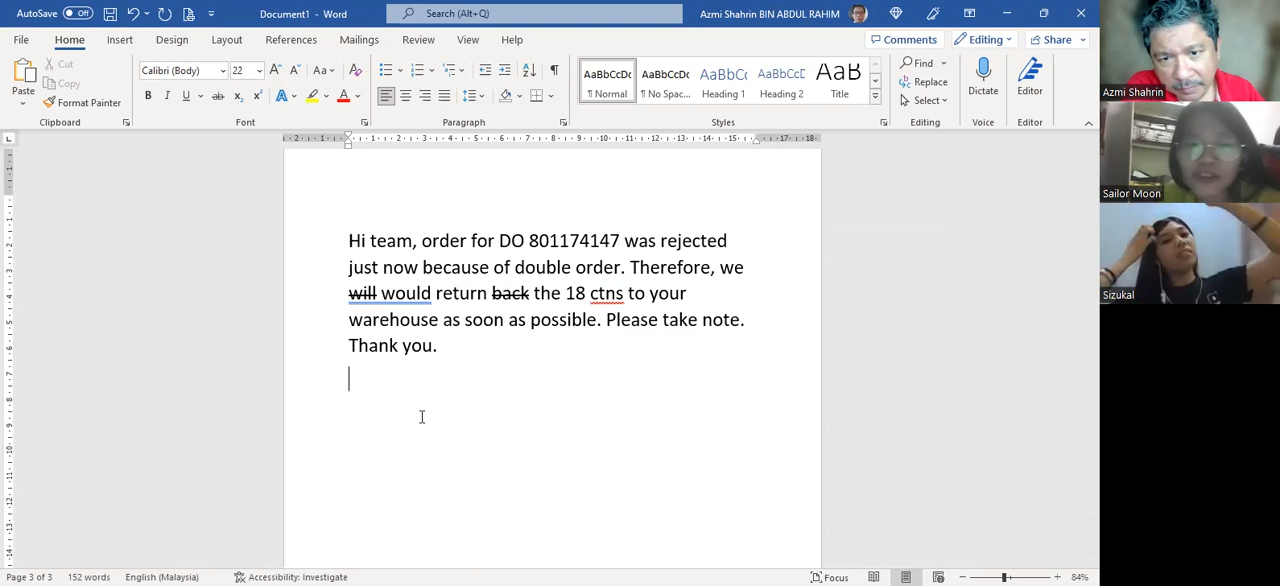 AutoSave Off Document1 - Word Search (Alt+Q) Azmi Shahrin BIN ABDUL RAHIM
File Home Insert Design Layout References Mailings Review View Help Comments Editing Share
Paste Cut Copy Format Painter
Calibri (Body) 22 Aa
B I U ab x₂ x² A A
AaBbCcDc AaBbCcDc AaBbCc AaBbCcD AaB
¶ Normal ¶ No Spac... Heading 1 Heading 2 Title
Find Replace Select Dictate Editor
Clipboard Font Paragraph Styles Editing Voice Editor
Hi team, order for DO 801174147 was rejected
just now because of double order. Therefore, we
will would return back the 18 ctns to your
warehouse as soon as possible. Please take note.
Thank you.
Azmi Shahrin
Sailor Moon
Sizukal
Page 3 of 3 152 words English (Malaysia) Accessibility: Investigate Focus 84%